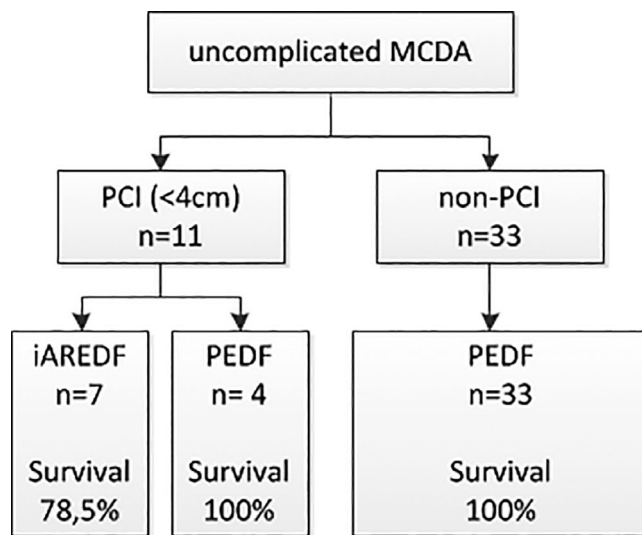 uncomplicated MCDA
PCI (<4cm)
n=11
non-PCI
n=33
iAREDF
n=7
Survival
78,5%
PEDF
n= 4
Survival
100%
PEDF
n=33
Survival
100%